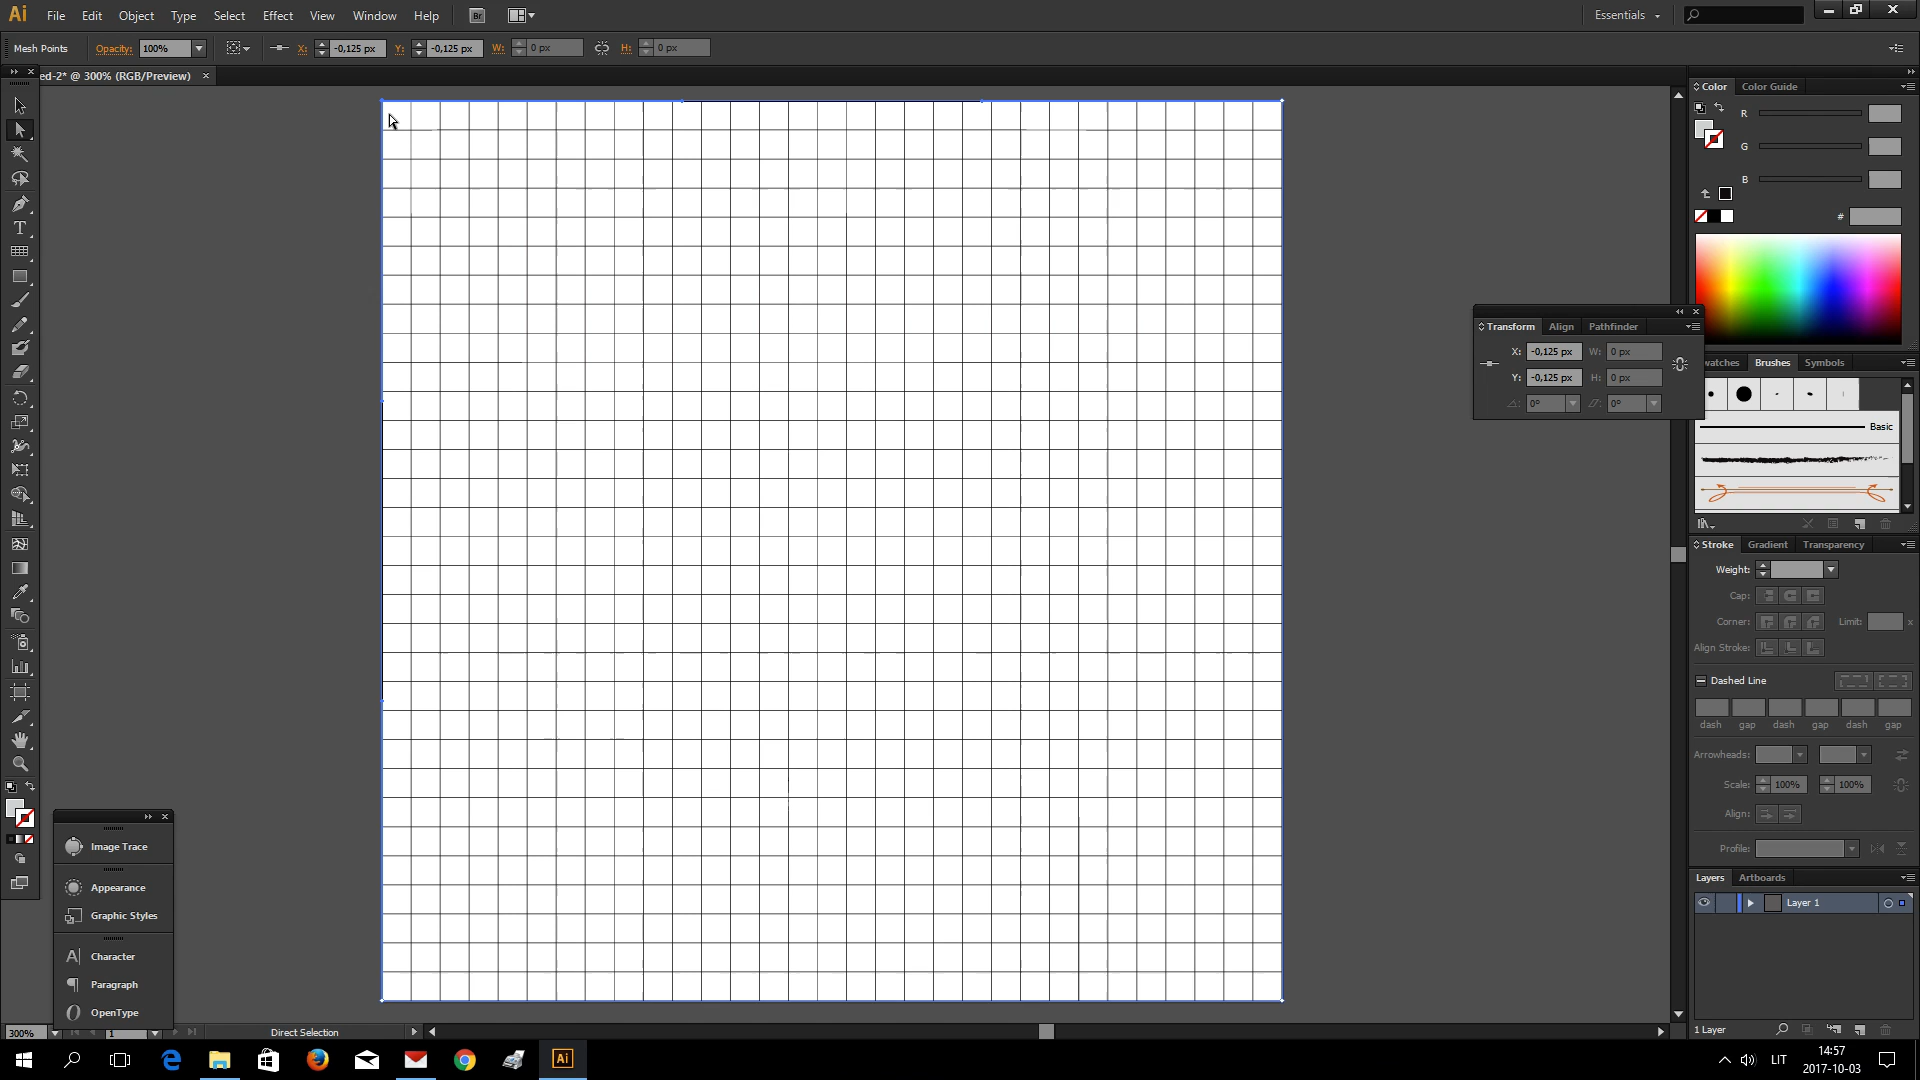 Ai File Edit Object Type Select Effect View Window Help Br Essentials
Mesh Points Opacity: 100% X: -0,125 px Y: -0,125 px W: 0 px H: 0 px
ed-2* @ 300% (RGB/Preview)
Color Color Guide
R
G
B
#
Transform Align Pathfinder
X: -0,125 px W: 0 px
Y: -0,125 px H: 0 px
0° 0°
watches Brushes Symbols
Basic
Stroke Gradient Transparency
Weight:
Cap:
Corner: Limit: x
Align Stroke:
Dashed Line
dash gap dash gap dash gap
Arrowheads:
Scale: 100% 100%
Align:
Profile:
Layers Artboards
Layer 1
1 Layer
Image Trace
Appearance
Graphic Styles
A Character
Paragraph
O OpenType
300% 1 Direct Selection
Ai LIT 14:57
2017-10-03